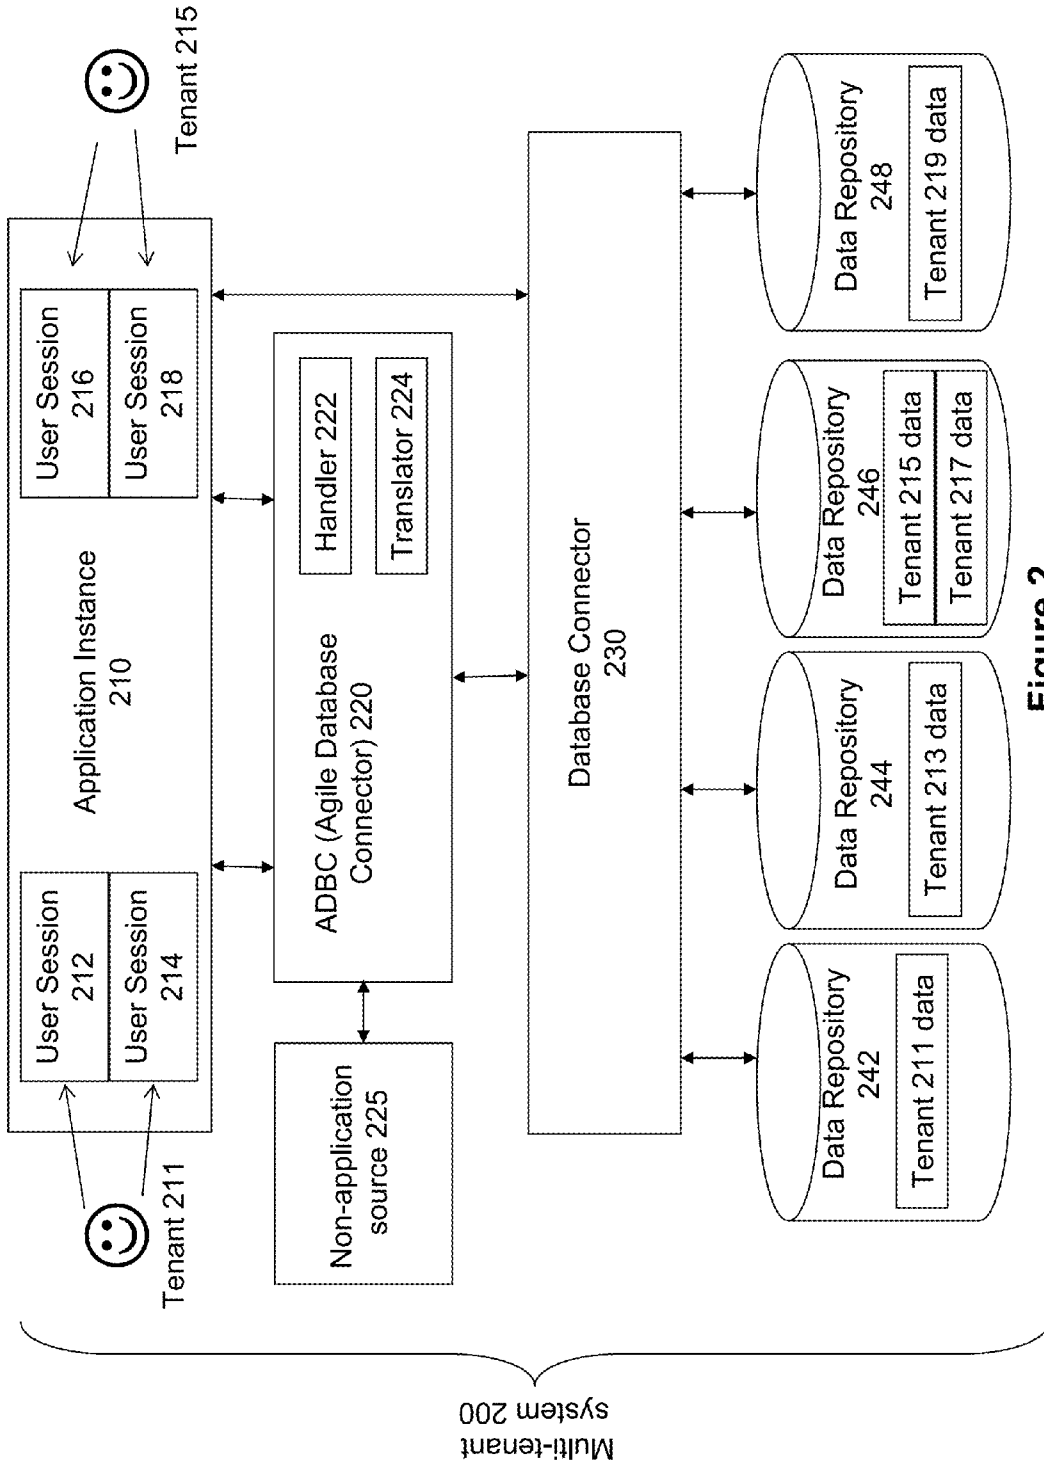 Tenant 211
Tenant 215
User Session
212
User Session
214
Application Instance
210
User Session
216
User Session
218
Non-application
source 225
ADBC (Agile Database
Connector) 220
Handler 222
Translator 224
Database Connector
230
Data Repository
242
Tenant 211 data
Data Repository
244
Tenant 213 data
Data Repository
246
Tenant 215 data
Tenant 217 data
Data Repository
248
Tenant 219 data
Multi-tenant
system 200
Figure 2